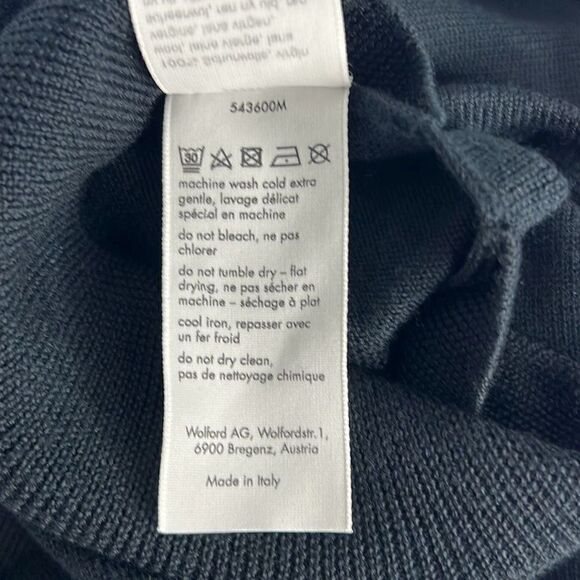 543600M
30
machine wash cold extra
gentle, lavage délicat
spécial en machine
do not bleach, ne pas
chlorer
do not tumble dry – flat
drying, ne pas sécher en
machine – séchage à plat
cool iron, repasser avec
un fer froid
do not dry clean,
pas de nettoyage chimique
Wolford AG, Wolfordstr.1,
6900 Bregenz, Austria
Made in Italy